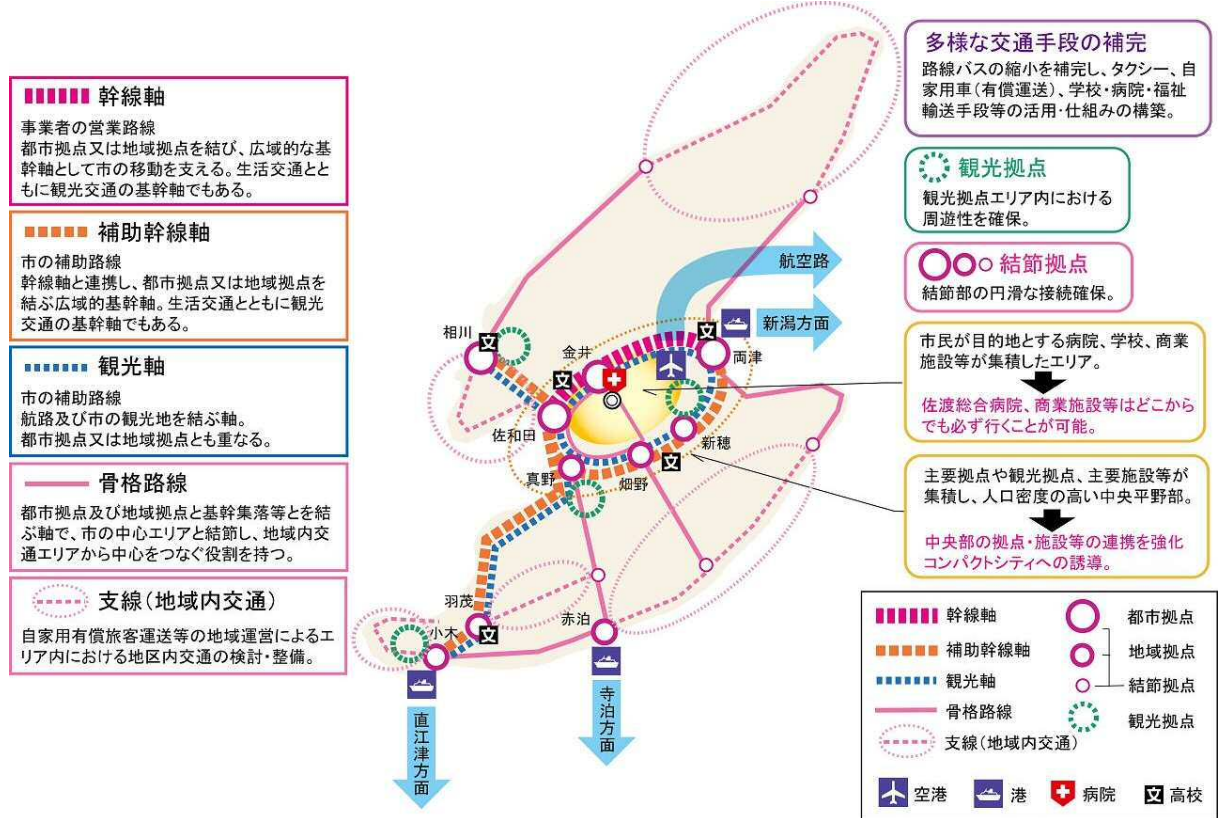 幹線軸
事業者の営業路線
都市拠点又は地域拠点を結び、広域的な基
幹軸として市の移動を支える。生活交通とと
もに観光交通の基幹軸でもある。
補助幹線軸
市の補助路線
幹線軸と連携し、都市拠点又は地域拠点を
結ぶ広域的基幹軸。生活交通とともに観光
交通の基幹軸でもある。
観光軸
市の補助路線
航路及び市の観光地を結ぶ軸。
都市拠点又は地域拠点とも重なる。
骨格路線
都市拠点及び地域拠点と基幹集落等とを結
ぶ軸で、市の中心エリアと結節し、地域内交
通エリアから中心をつなぐ役割を持つ。
支線(地域内交通)
自家用有償旅客運送等の地域運営によるエ
リア内における地区内交通の検討・整備。
航空路
新潟方面
相川
文
金井
文
文
両津
佐和田
新穂
文
真野
畑野
羽茂
小木
文
赤泊
直江津方面
寺泊方面
多様な交通手段の補完
路線バスの縮小を補完し、タクシー、自
家用車(有償運送)、学校・病院・福祉
輸送手段等の活用・仕組みの構築。
観光拠点
観光拠点エリア内における
周遊性を確保。
結節拠点
結節部の円滑な接続確保。
市民が目的地とする病院、学校、商業
施設等が集積したエリア。
佐渡総合病院、商業施設等はどこから
でも必ず行くことが可能。
主要拠点や観光拠点、主要施設等が
集積し、人口密度の高い中央平野部。
中央部の拠点・施設等の連携を強化
コンパクトシティへの誘導。
幹線軸
補助幹線軸
観光軸
骨格路線
支線(地域内交通)
都市拠点
地域拠点
結節拠点
観光拠点
空港
港
病院
文 高校